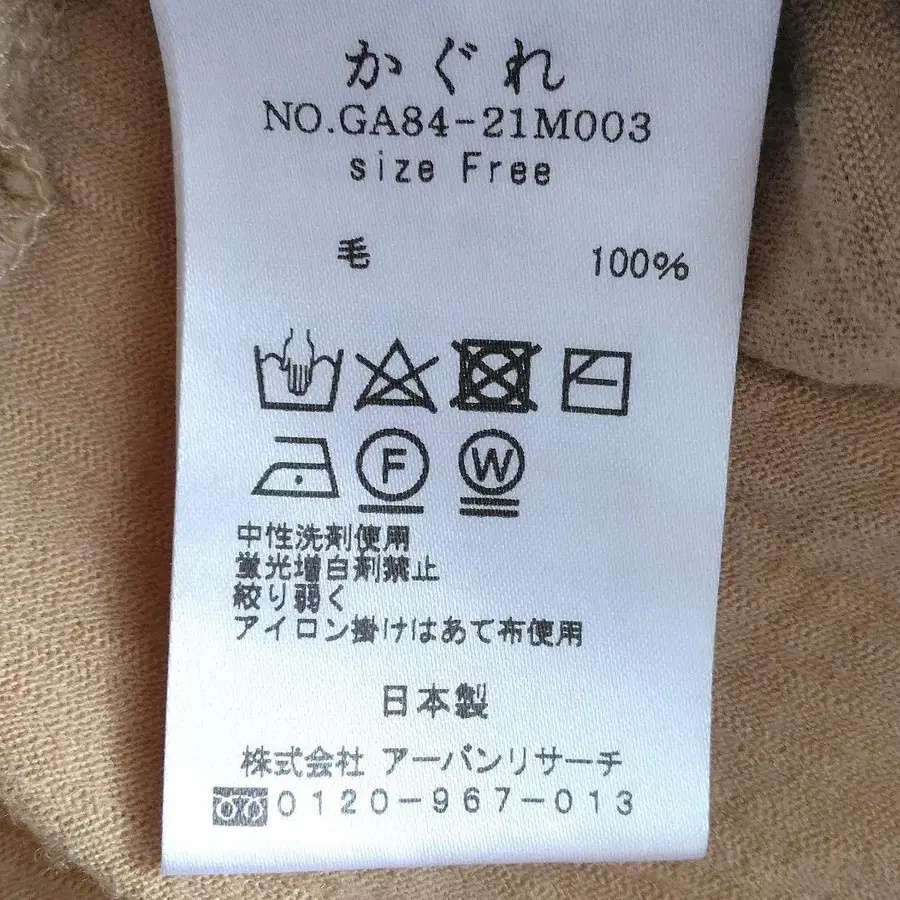 かぐれ
NO.GA84-21M003
size Free
毛 100%
F W
中性洗剤使用
蛍光増白剤禁止
絞り弱く
アイロン掛けはあて布使用
日本製
株式会社 アーバンリサーチ
0120-967-013